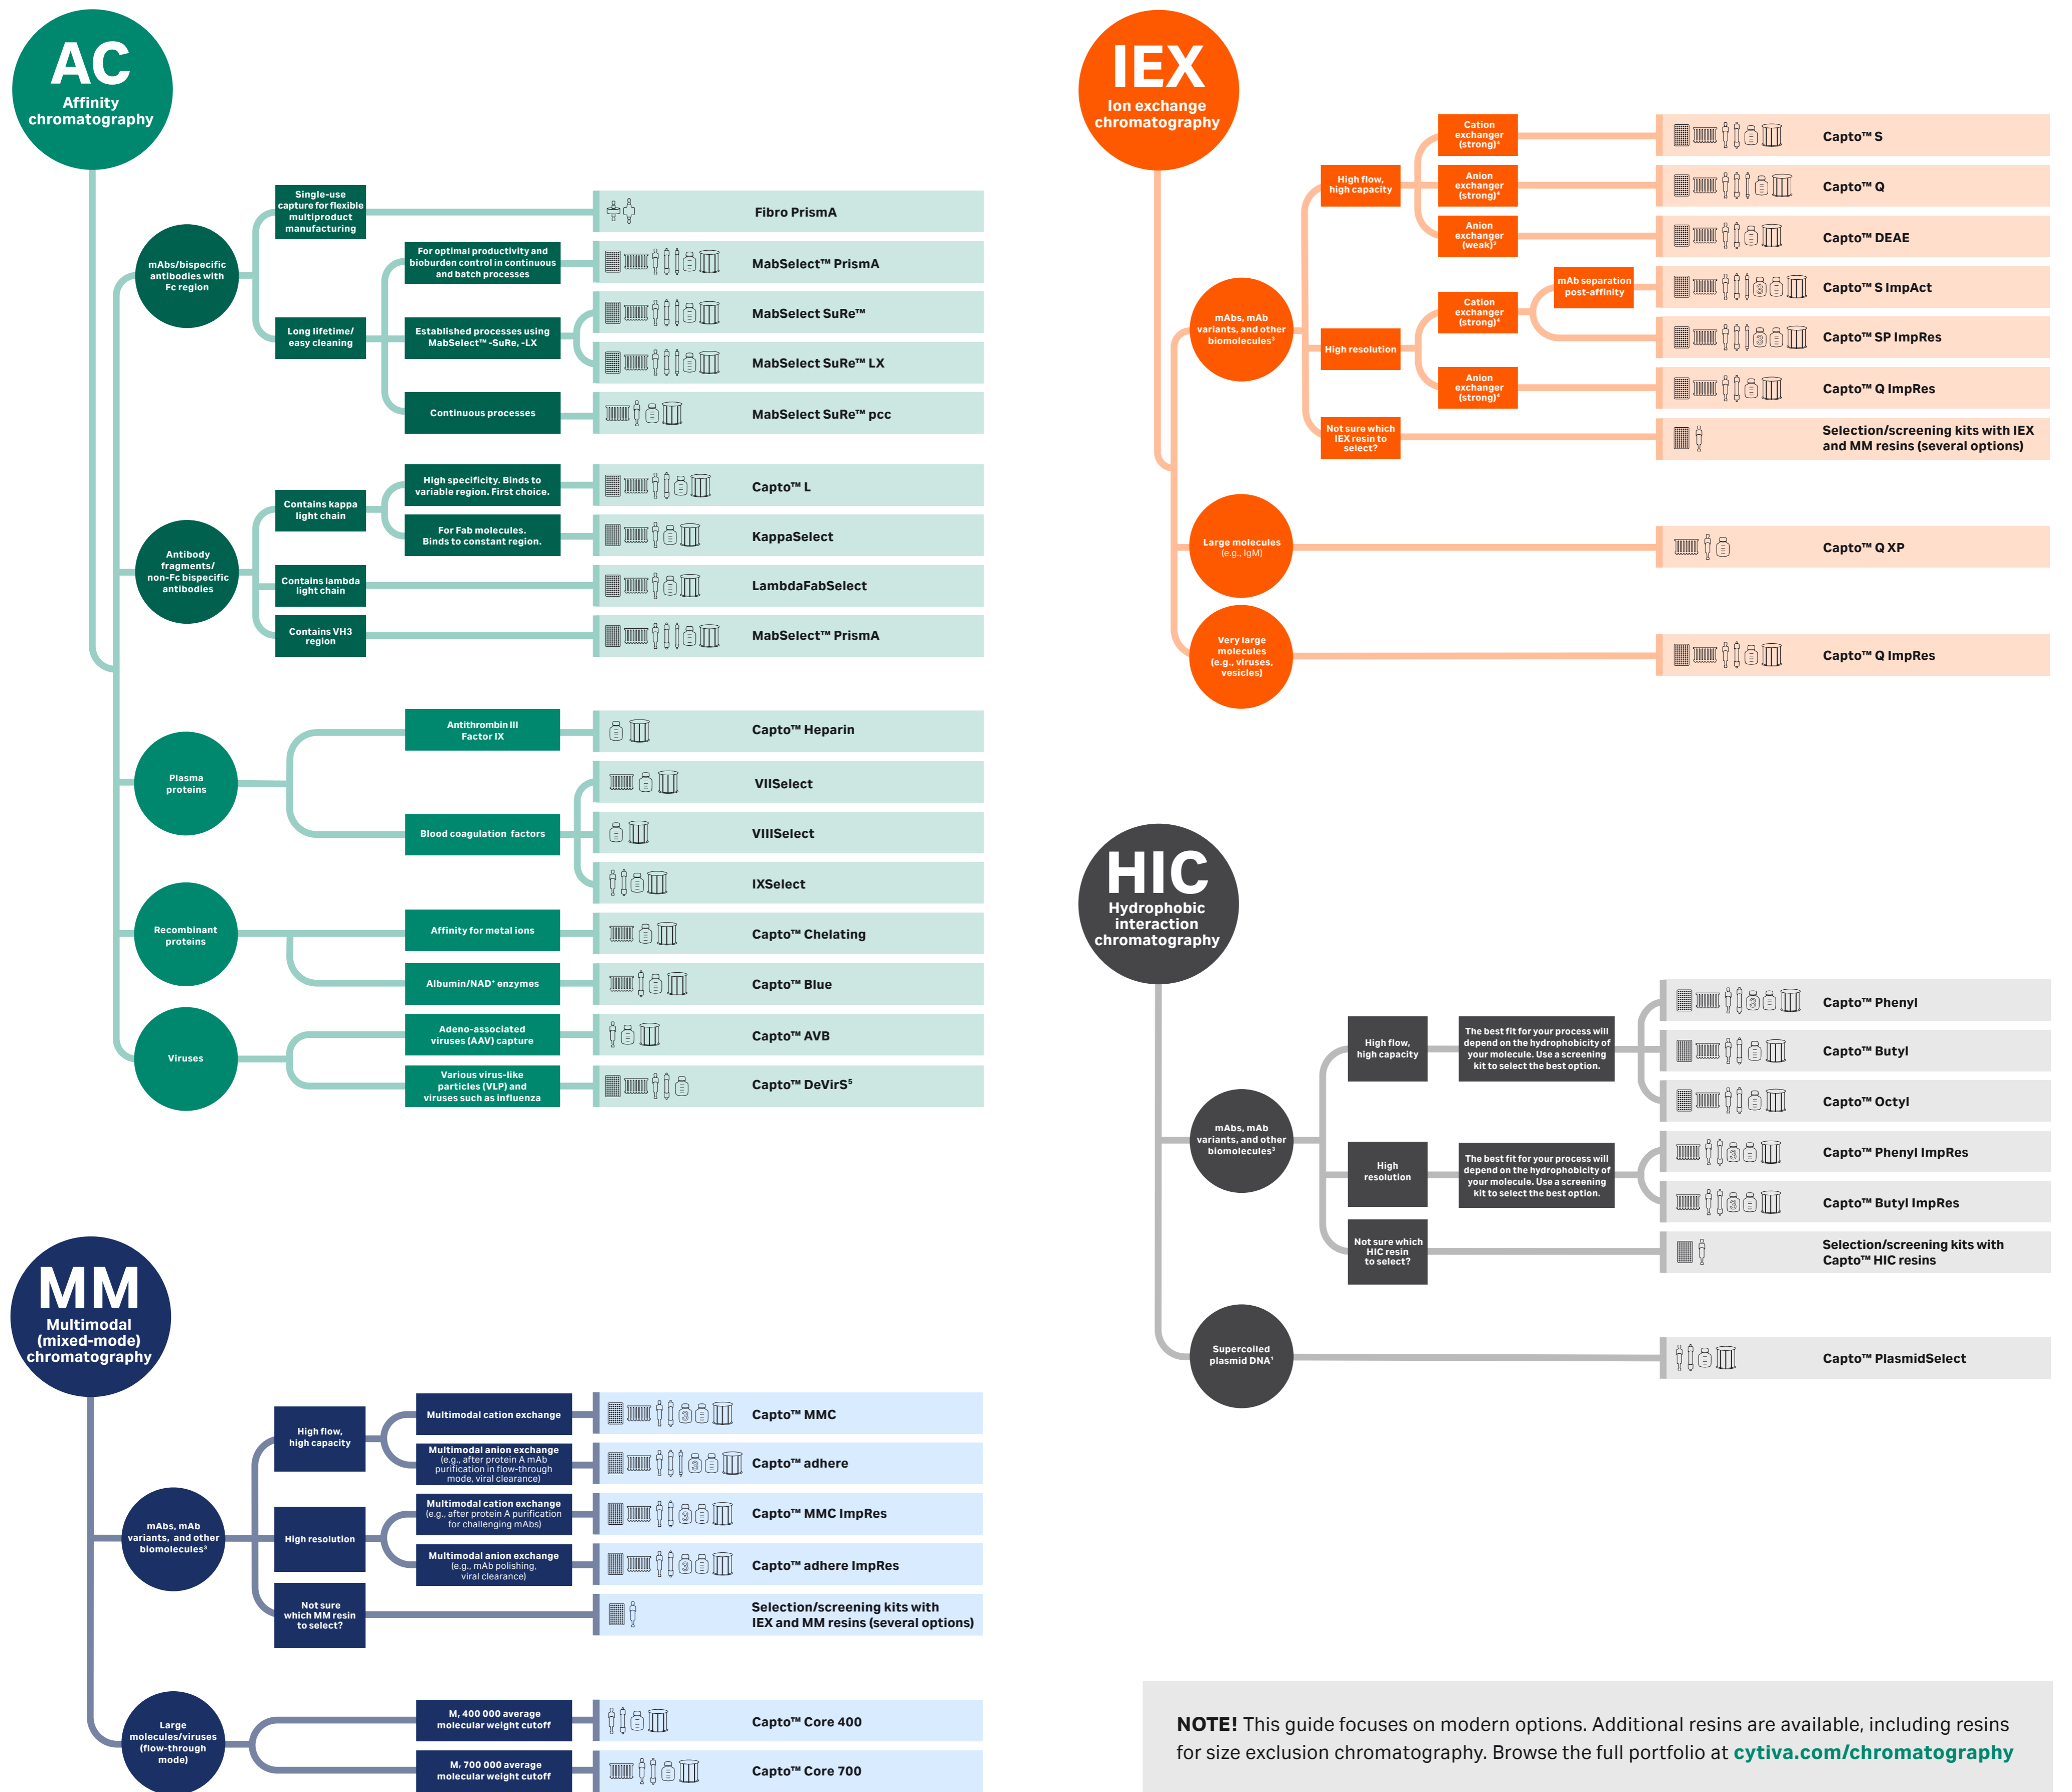 AC
Affinity
chromatography
mAbs/bispecific
antibodies with
Fc region
Single-use
capture for flexible
multiproduct
manufacturing
Fibro PrismA
Long lifetime/
easy cleaning
For optimal productivity and
bioburden control in continuous
and batch processes
MabSelect™ PrismA
Established processes using
MabSelect™ -SuRe, -LX
MabSelect SuRe™
MabSelect SuRe™ LX
Continuous processes
MabSelect SuRe™ pcc
Antibody
fragments/
non-Fc bispecific
antibodies
Contains kappa
light chain
High specificity. Binds to
variable region. First choice.
Capto™ L
For Fab molecules.
Binds to constant region.
KappaSelect
Contains lambda
light chain
LambdaFabSelect
Contains VH3
region
MabSelect™ PrismA
Plasma
proteins
Antithrombin III
Factor IX
Capto™ Heparin
Blood coagulation factors
VIISelect
VIIISelect
IXSelect
Recombinant
proteins
Affinity for metal ions
Capto™ Chelating
Albumin/NAD⁺ enzymes
Capto™ Blue
Viruses
Adeno-associated
viruses (AAV) capture
Capto™ AVB
Various virus-like
particles (VLP) and
viruses such as influenza
Capto™ DeVirS⁵
MM
Multimodal
(mixed-mode)
chromatography
mAbs, mAb
variants, and other
biomolecules³
High flow,
high capacity
Multimodal cation exchange
3
Capto™ MMC
Multimodal anion exchange
(e.g., after protein A mAb
purification in flow-through
mode, viral clearance)
3
Capto™ adhere
High resolution
Multimodal cation exchange
(e.g., after protein A purification
for challenging mAbs)
3
Capto™ MMC ImpRes
Multimodal anion exchange
(e.g., mAb polishing,
viral clearance)
3
Capto™ adhere ImpRes
Not sure
which MM resin
to select?
Selection/screening kits with
IEX and MM resins (several options)
Large
molecules/viruses
(flow-through
mode)
Mᵣ 400 000 average
molecular weight cutoff
Capto™ Core 400
Mᵣ 700 000 average
molecular weight cutoff
Capto™ Core 700
IEX
Ion exchange
chromatography
mAbs, mAb
variants, and other
biomolecules³
High flow,
high capacity
Cation
exchanger
(strong)⁴
Capto™ S
Anion
exchanger
(strong)⁴
Capto™ Q
Anion
exchanger
(weak)²
Capto™ DEAE
High resolution
Cation
exchanger
(strong)⁴
mAb separation
post-affinity
3
Capto™ S ImpAct
3
Capto™ SP ImpRes
Anion
exchanger
(strong)⁴
Capto™ Q ImpRes
Not sure which
IEX resin to
select?
Selection/screening kits with IEX
and MM resins (several options)
Large molecules
(e.g., IgM)
Capto™ Q XP
Very large
molecules
(e.g., viruses,
vesicles)
Capto™ Q ImpRes
HIC
Hydrophobic
interaction
chromatography
mAbs, mAb
variants, and other
biomolecules³
High flow,
high capacity
The best fit for your process will
depend on the hydrophobicity of
your molecule. Use a screening
kit to select the best option.
3
Capto™ Phenyl
Capto™ Butyl
Capto™ Octyl
High
resolution
The best fit for your process will
depend on the hydrophobicity of
your molecule. Use a screening
kit to select the best option.
3
Capto™ Phenyl ImpRes
3
Capto™ Butyl ImpRes
Not sure which
HIC resin
to select?
Selection/screening kits with
Capto™ HIC resins
Supercoiled
plasmid DNA¹
Capto™ PlasmidSelect
NOTE! This guide focuses on modern options. Additional resins are available, including resins
for size exclusion chromatography. Browse the full portfolio at cytiva.com/chromatography